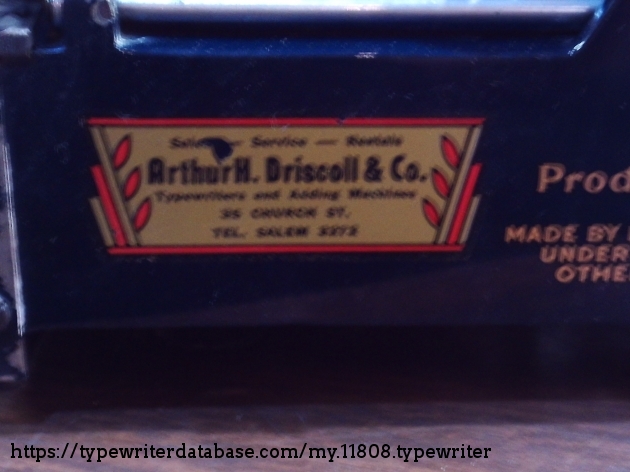 Sales — Service — Rentals
Arthur H. Driscoll & Co.
Typewriters and Adding Machines
35 CHURCH ST.
TEL. SALEM 3373
Prod
MADE BY
UNDER
OTHE
https://typewriterdatabase.com/my.11808.typewriter